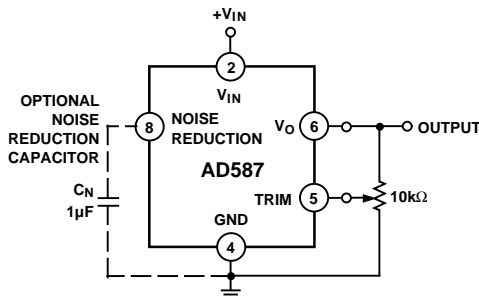 +VIN
2
VIN
OPTIONAL
NOISE
REDUCTION
CAPACITOR
8
NOISE
REDUCTION
VO
6
OUTPUT
AD587
CN
1µF
TRIM
5
10kΩ
GND
4